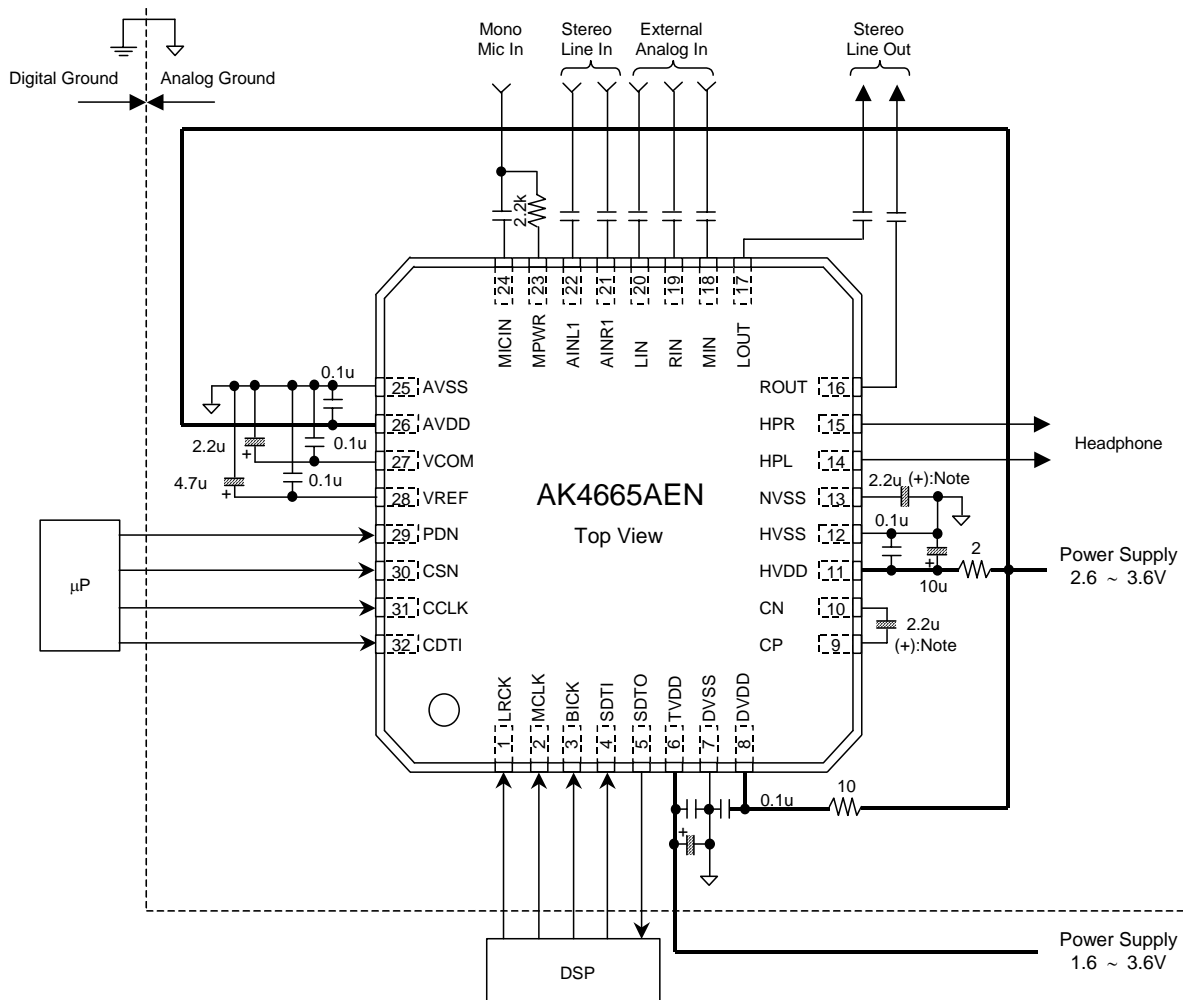 Mono
Mic In
Stereo
Line In
External
Analog In
Stereo
Line Out
Digital Ground
Analog Ground
2.2k
24
23
22
21
20
19
18
17
MICIN
MPWR
AINL1
AINR1
LIN
RIN
MIN
LOUT
0.1u
25 AVSS
26 AVDD
2.2u
0.1u
27 VCOM
4.7u
0.1u
28 VREF
29 PDN
30 CSN
31 CCLK
32 CDTI
µP
AK4665AEN
Top View
ROUT 16
HPR 15
HPL 14
Headphone
NVSS 13
2.2u (+):Note
HVSS 12
0.1u
HVDD 11
+
10u
2
Power Supply
2.6 ~ 3.6V
CN 10
CP 9
2.2u
(+):Note
+
+
LRCK
MCLK
BICK
SDTI
SDTO
TVDD
DVSS
DVDD
1
2
3
4
5
6
7
8
0.1u
10
+
DSP
Power Supply
1.6 ~ 3.6V